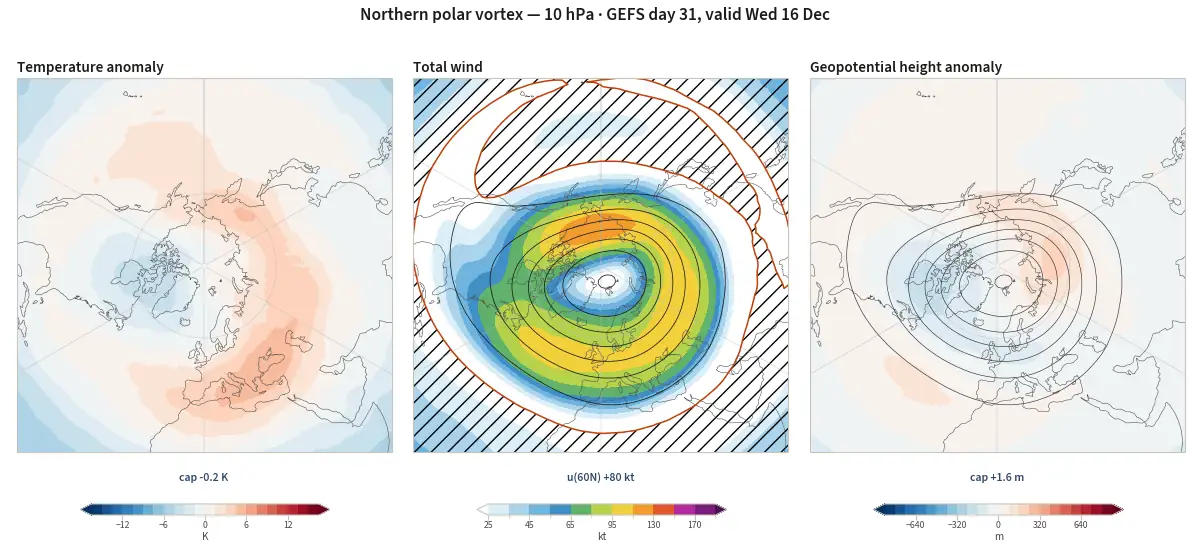 Northern polar vortex — 10 hPa · GEFS day 31, valid Wed 16 Dec
Temperature anomaly
Total wind
Geopotential height anomaly
cap -0.2 K
u(60N) +80 kt
cap +1.6 m
−12 −6 0 6 12
K
25 45 65 95 130 170
kt
−640 −320 0 320 640
m